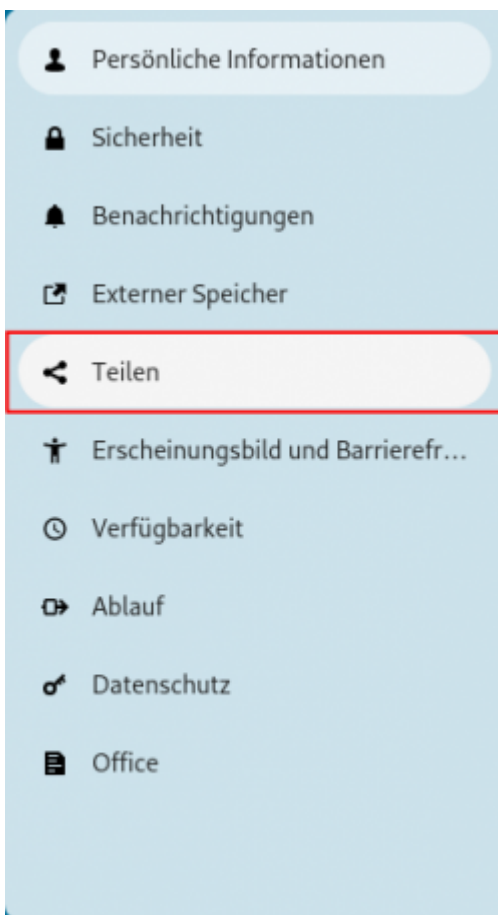 Persönliche Informationen
Sicherheit
Benachrichtigungen
Externer Speicher
Teilen
Erscheinungsbild und Barrierefr...
Verfügbarkeit
Ablauf
Datenschutz
Office